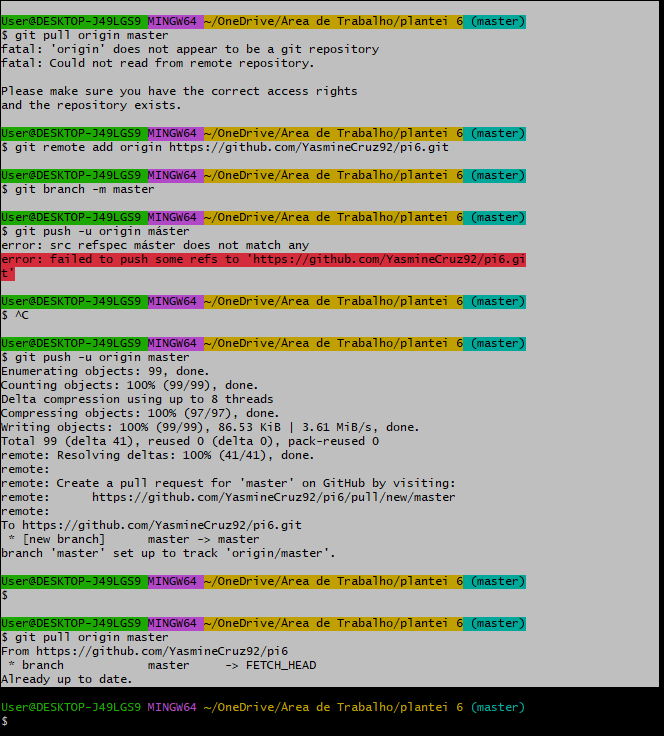 User@DESKTOP-J49LGS9 MINGW64 ~/OneDrive/Área de Trabalho/plantei 6 (master)
$ git pull origin master
fatal: 'origin' does not appear to be a git repository
fatal: Could not read from remote repository.
Please make sure you have the correct access rights
and the repository exists.
User@DESKTOP-J49LGS9 MINGW64 ~/OneDrive/Área de Trabalho/plantei 6 (master)
$ git remote add origin https://github.com/YasmineCruz92/pi6.git
User@DESKTOP-J49LGS9 MINGW64 ~/OneDrive/Área de Trabalho/plantei 6 (master)
$ git branch -m master
User@DESKTOP-J49LGS9 MINGW64 ~/OneDrive/Área de Trabalho/plantei 6 (master)
$ git push -u origin máster
error: src refspec máster does not match any
error: failed to push some refs to 'https://github.com/YasmineCruz92/pi6.gi
t'
User@DESKTOP-J49LGS9 MINGW64 ~/OneDrive/Área de Trabalho/plantei 6 (master)
$ ^C
User@DESKTOP-J49LGS9 MINGW64 ~/OneDrive/Área de Trabalho/plantei 6 (master)
$ git push -u origin master
Enumerating objects: 99, done.
Counting objects: 100% (99/99), done.
Delta compression using up to 8 threads
Compressing objects: 100% (97/97), done.
Writing objects: 100% (99/99), 86.53 KiB | 3.61 MiB/s, done.
Total 99 (delta 41), reused 0 (delta 0), pack-reused 0
remote: Resolving deltas: 100% (41/41), done.
remote:
remote: Create a pull request for 'master' on GitHub by visiting:
remote:      https://github.com/YasmineCruz92/pi6/pull/new/master
remote:
To https://github.com/YasmineCruz92/pi6.git
 * [new branch]      master -> master
branch 'master' set up to track 'origin/master'.
User@DESKTOP-J49LGS9 MINGW64 ~/OneDrive/Área de Trabalho/plantei 6 (master)
$
User@DESKTOP-J49LGS9 MINGW64 ~/OneDrive/Área de Trabalho/plantei 6 (master)
$ git pull origin master
From https://github.com/YasmineCruz92/pi6
 * branch            master     -> FETCH_HEAD
Already up to date.
User@DESKTOP-J49LGS9 MINGW64 ~/OneDrive/Área de Trabalho/plantei 6 (master)
$